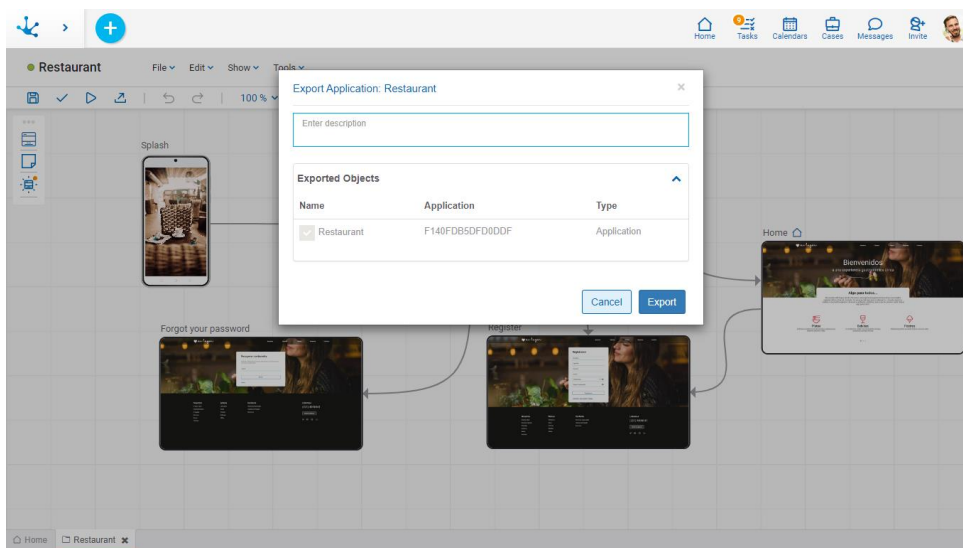 9
Home
Tasks
Calendars
Cases
Messages
Invite
Restaurant
File
Edit
Show
Tools
100 %
Export Application: Restaurant
Enter description
Exported Objects
Name
Application
Type
Restaurant
F140FDB5DFD0DDF
Application
Cancel
Export
Splash
Home
Bienvenidos
Forgot your password
Register
Home
Restaurant